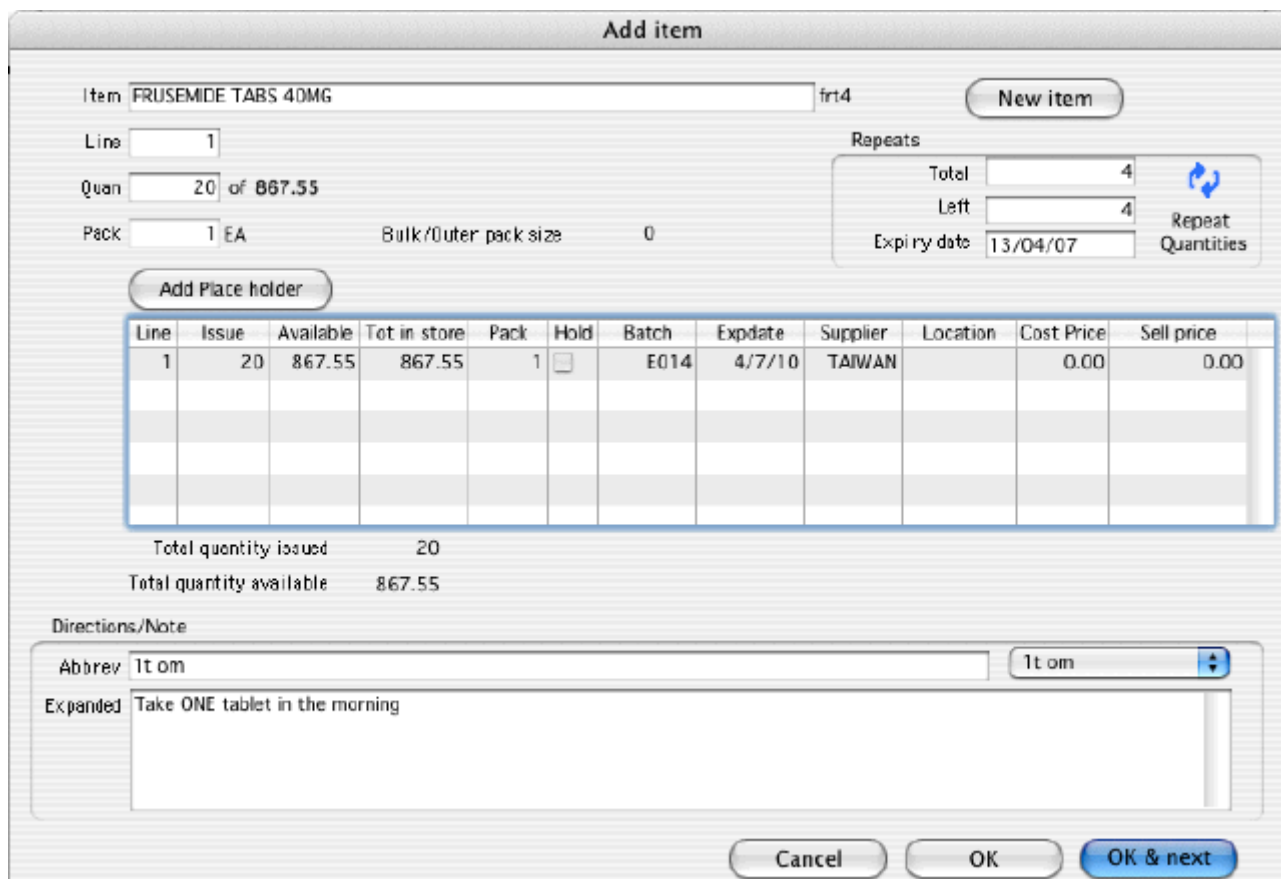 Add item
Item FRUSEMIDE TABS 40MG frt4 New item
Line 1 Repeats
Total 4
Quan 20 of 867.55
Left 4
Repeat
Pack 1 EA Bulk/Outer pack size 0
Expiry date 13/04/07 Quantities
Add Place holder
Line Issue Available Tot in store Pack Hold Batch Expdate Supplier Location Cost Price Sell price
1 20 867.55 867.55 1 E014 4/7/10 TAIWAN 0.00 0.00
Total quantity issued 20
Total quantity available 867.55
Directions/Note
Abbrev 1t om 1t om
Expanded Take ONE tablet in the morning
Cancel OK OK & next